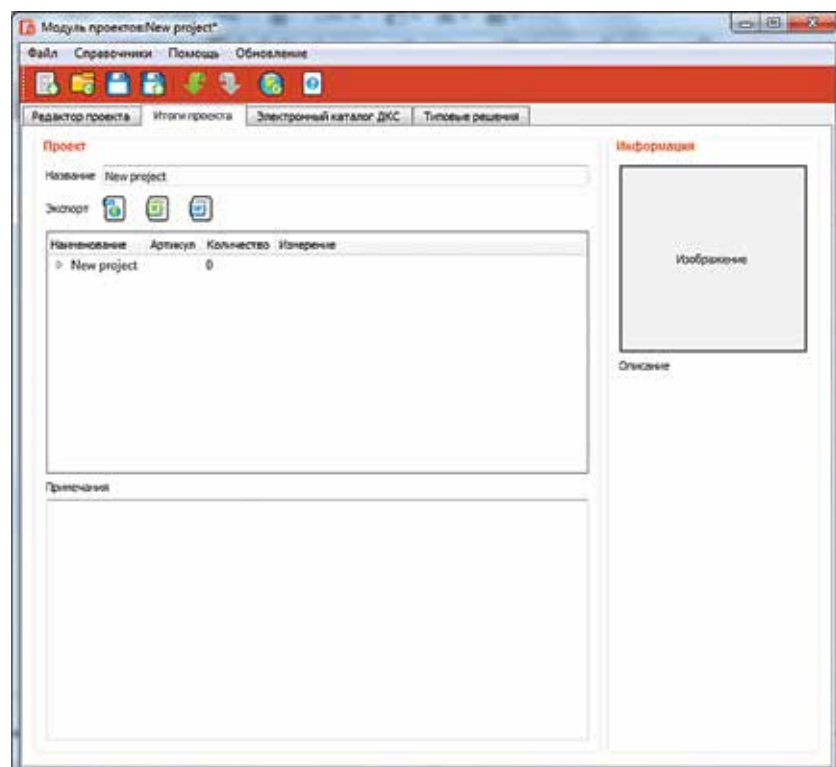 Модуль проектов:New project*
Файл Справочники Помощь Обновление
Редактор проекта Итоги проекта Электронный каталог ДКС Типовые решения
Проект Информация
Название New project
Экспорт
Наименование Артикул Количество Измерение
New project 0
Изображение
Описание
Примечания